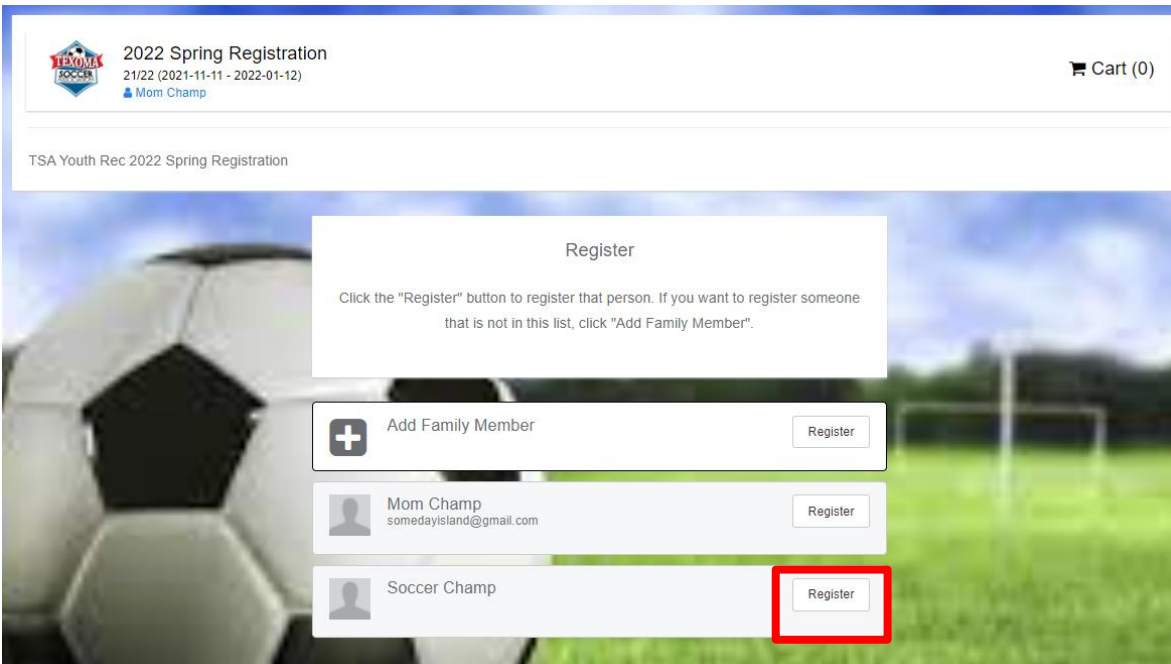 TEXOMA
SOCCER
2022 Spring Registration
21/22 (2021-11-11 - 2022-01-12)
Mom Champ
Cart (0)
TSA Youth Rec 2022 Spring Registration
Register
Click the "Register" button to register that person. If you want to register someone
that is not in this list, click "Add Family Member".
Add Family Member
Register
Mom Champ
somedayisland@gmail.com
Register
Soccer Champ
Register